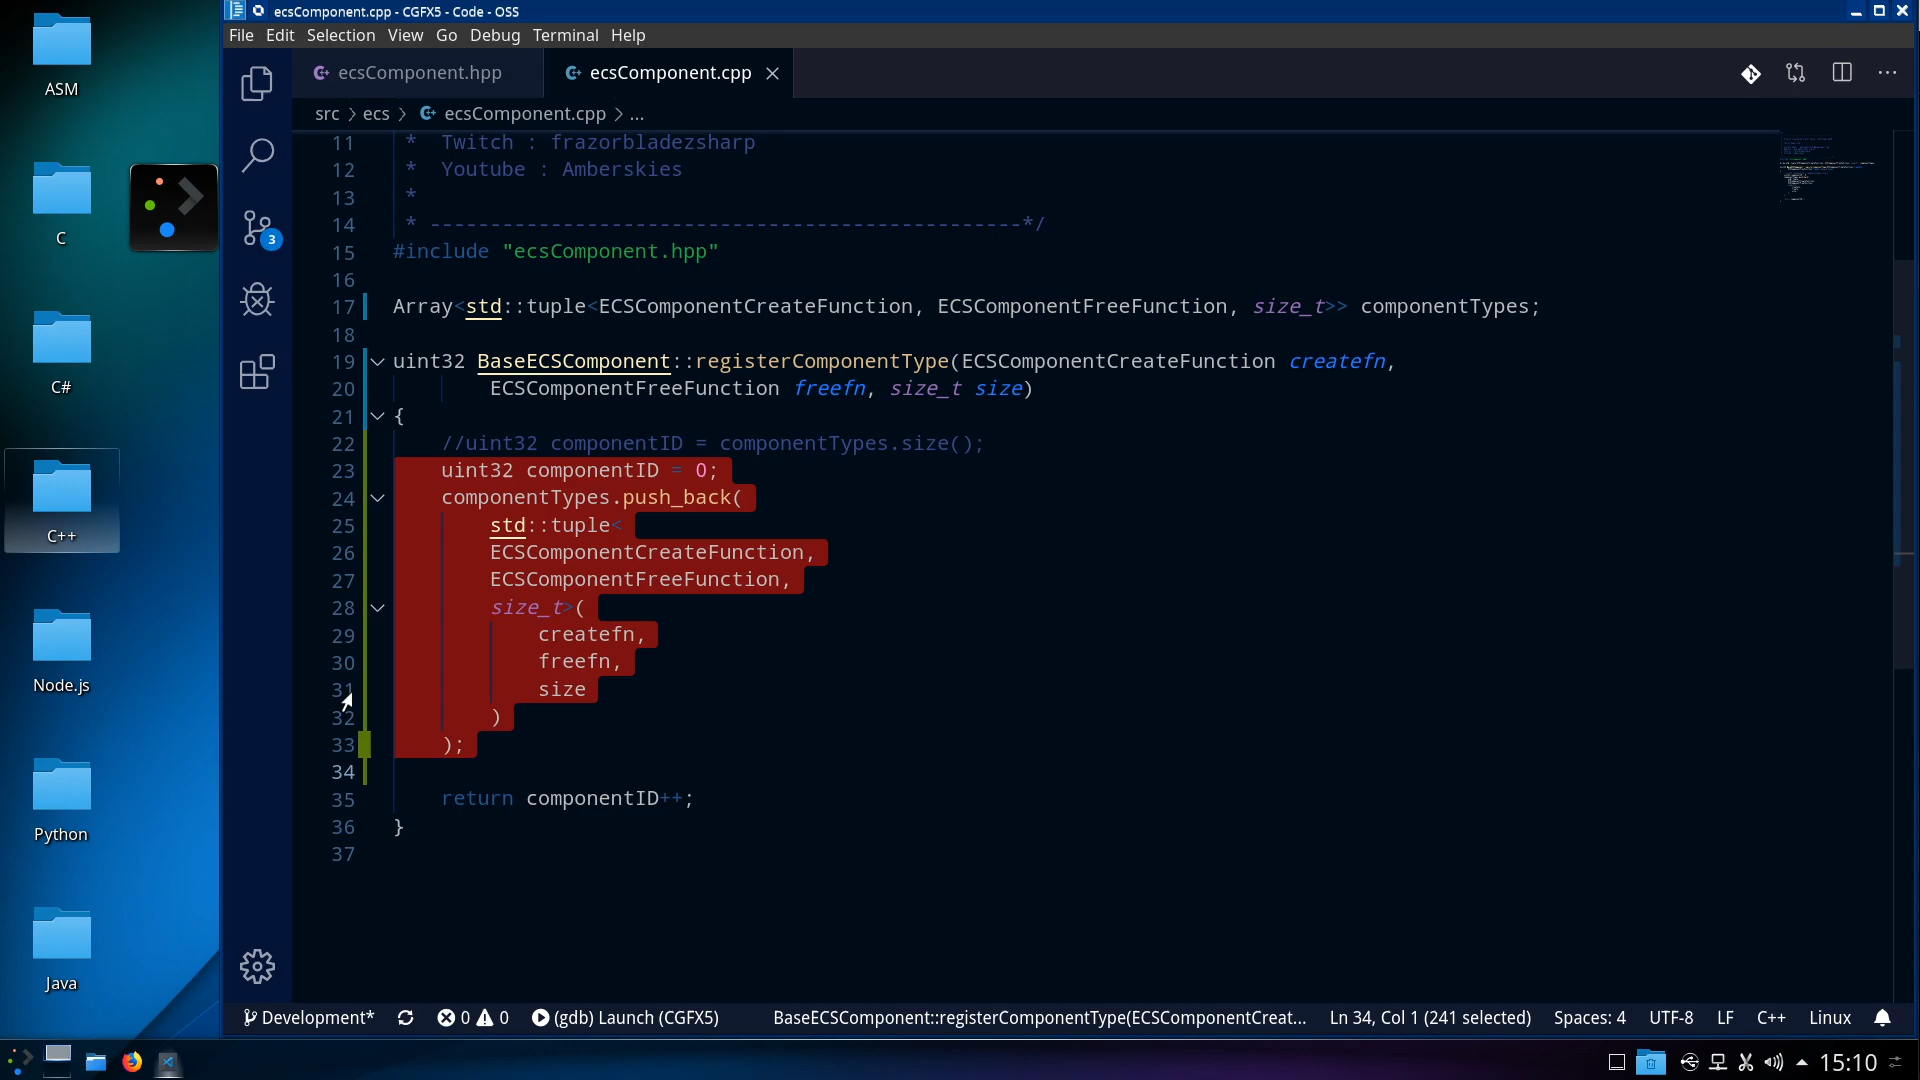 ecsComponent.cpp - CGFX5 - Code - OSS
File Edit Selection View Go Debug Terminal Help
ecsComponent.hpp
ecsComponent.cpp
src > ecs > ecsComponent.cpp > ...
11 * Twitch : frazorbladezsharp
12 * Youtube : Amberskies
13 *
14 * -------------------------------------------------*/
15 #include "ecsComponent.hpp"
16
17 Array<std::tuple<ECSComponentCreateFunction, ECSComponentFreeFunction, size_t>> componentTypes;
18
19 uint32 BaseECSComponent::registerComponentType(ECSComponentCreateFunction createfn,
20 ECSComponentFreeFunction freefn, size_t size)
21 {
22 //uint32 componentID = componentTypes.size();
23 uint32 componentID = 0;
24 componentTypes.push_back(
25 std::tuple<
26 ECSComponentCreateFunction,
27 ECSComponentFreeFunction,
28 size_t>(
29 createfn,
30 freefn,
31 size
32 )
33 );
34
35 return componentID++;
36 }
37
3
ASM
C
C#
C++
Node.js
Python
Java
Development* 0 0 (gdb) Launch (CGFX5) BaseECSComponent::registerComponentType(ECSComponentCreat... Ln 34, Col 1 (241 selected) Spaces: 4 UTF-8 LF C++ Linux
15:10